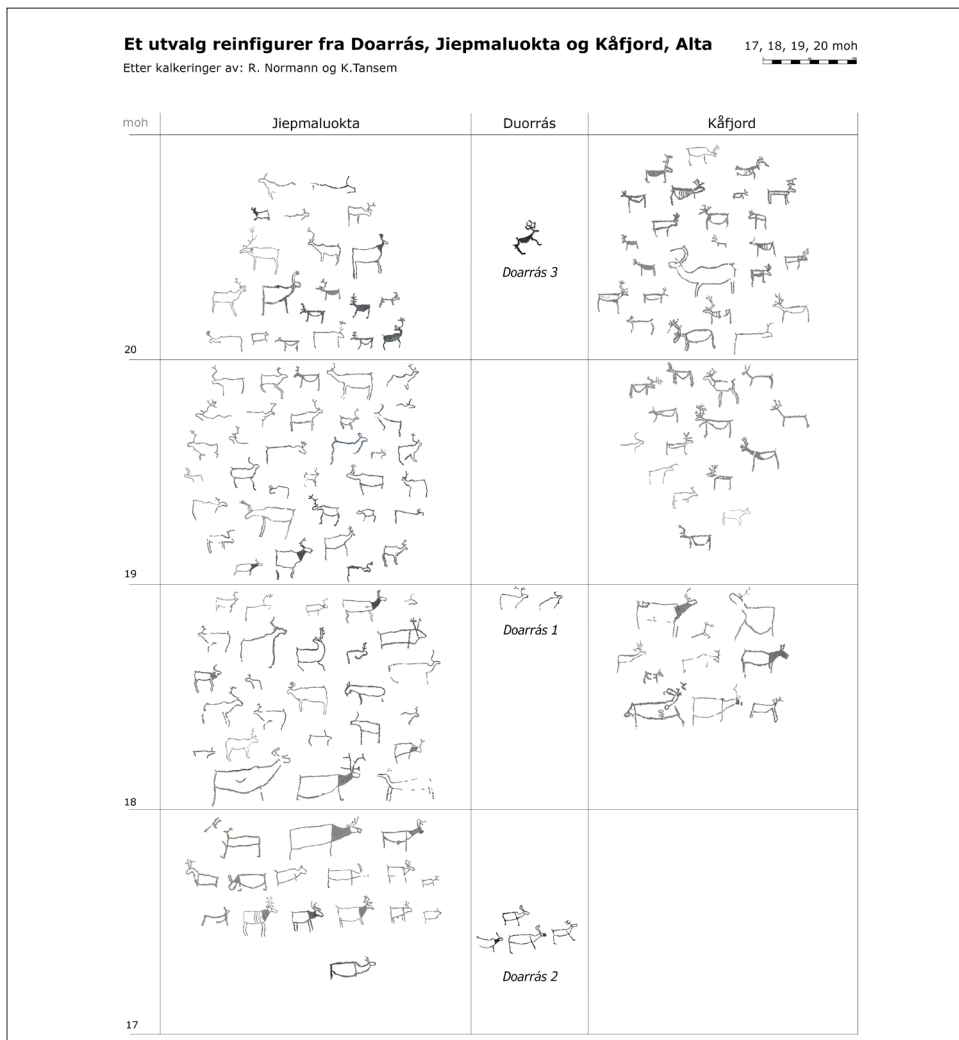 Et utvalg reinfigurer fra Doarrás, Jiepmaluokta og Kåfjord, Alta
17, 18, 19, 20 moh
Etter kalkeringer av: R. Normann og K.Tansem
moh
Jiepmaluokta
Duorrás
Kåfjord
Doarrás 3
20
19
Doarrás 1
18
Doarrás 2
17